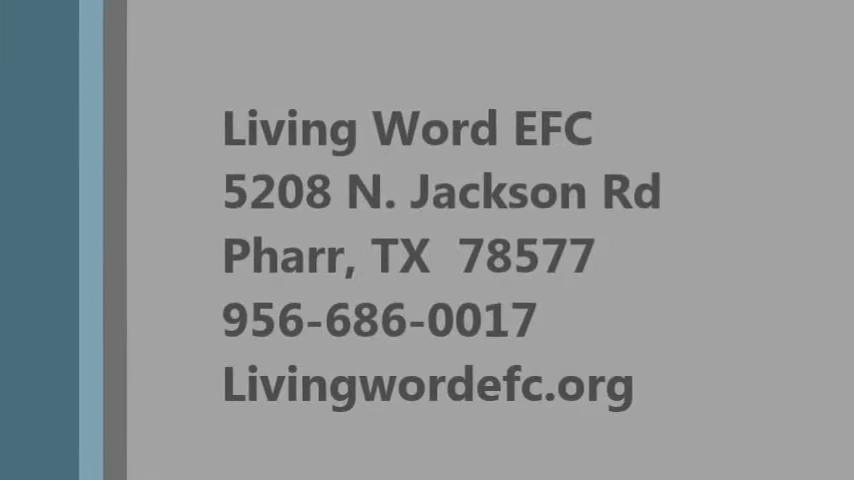 Living Word EFC
5208 N. Jackson Rd
Pharr, TX  78577
956-686-0017
Livingwordefc.org